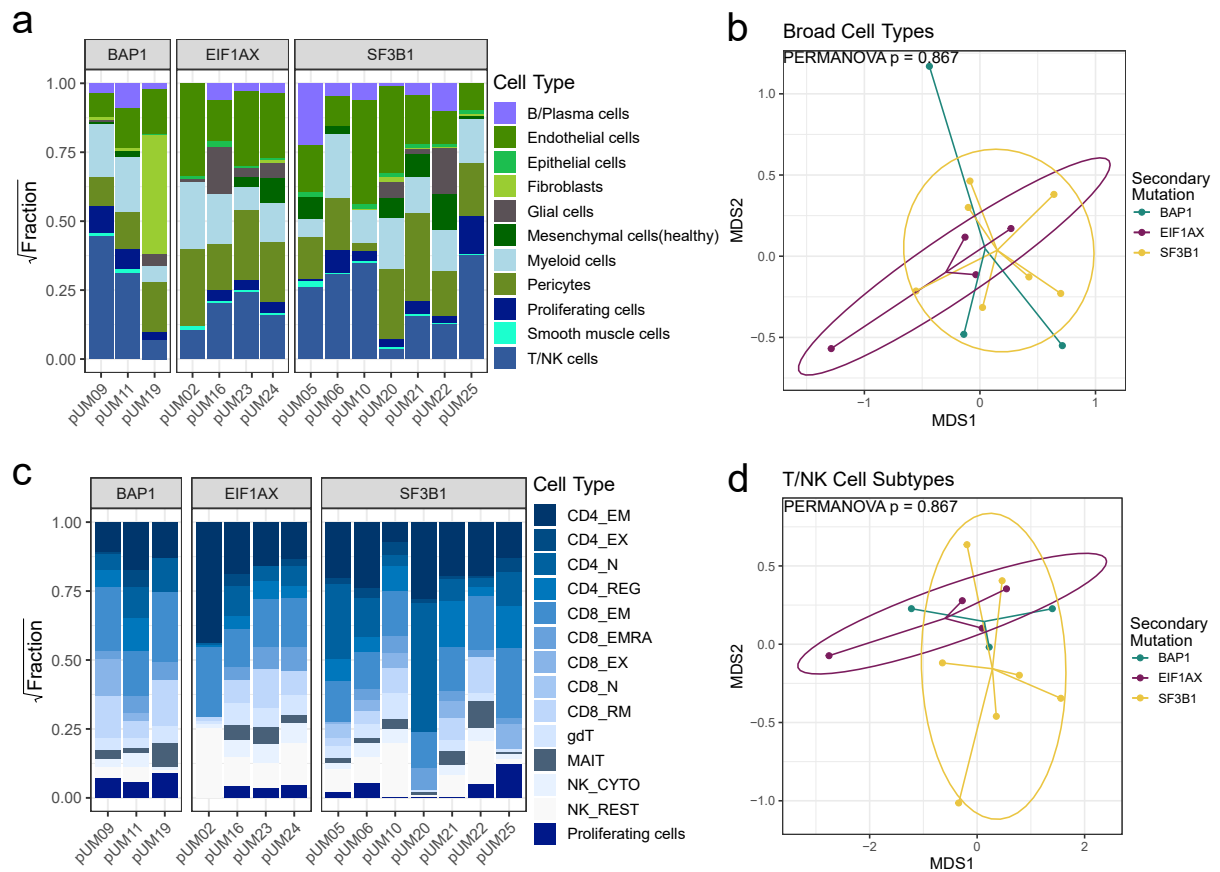 a
BAP1
EIF1AX
SF3B1
√Fraction
1.00
0.75
0.50
0.25
0.00
pUM09
pUM11
pUM19
pUM02
pUM16
pUM23
pUM24
pUM05
pUM06
pUM10
pUM20
pUM21
pUM22
pUM25
Cell Type
B/Plasma cells
Endothelial cells
Epithelial cells
Fibroblasts
Glial cells
Mesenchymal cells(healthy)
Myeloid cells
Pericytes
Proliferating cells
Smooth muscle cells
T/NK cells
b
Broad Cell Types
PERMANOVA p = 0.867
MDS2
1.0
0.5
0.0
−0.5
−1
0
1
MDS1
Secondary
Mutation
BAP1
EIF1AX
SF3B1
c
BAP1
EIF1AX
SF3B1
√Fraction
1.00
0.75
0.50
0.25
0.00
pUM09
pUM11
pUM19
pUM02
pUM16
pUM23
pUM24
pUM05
pUM06
pUM10
pUM20
pUM21
pUM22
pUM25
Cell Type
CD4_EM
CD4_EX
CD4_N
CD4_REG
CD8_EM
CD8_EMRA
CD8_EX
CD8_N
CD8_RM
gdT
MAIT
NK_CYTO
NK_REST
Proliferating cells
d
T/NK Cell Subtypes
PERMANOVA p = 0.867
MDS2
0.5
0.0
−0.5
−1.0
−2
0
2
MDS1
Secondary
Mutation
BAP1
EIF1AX
SF3B1